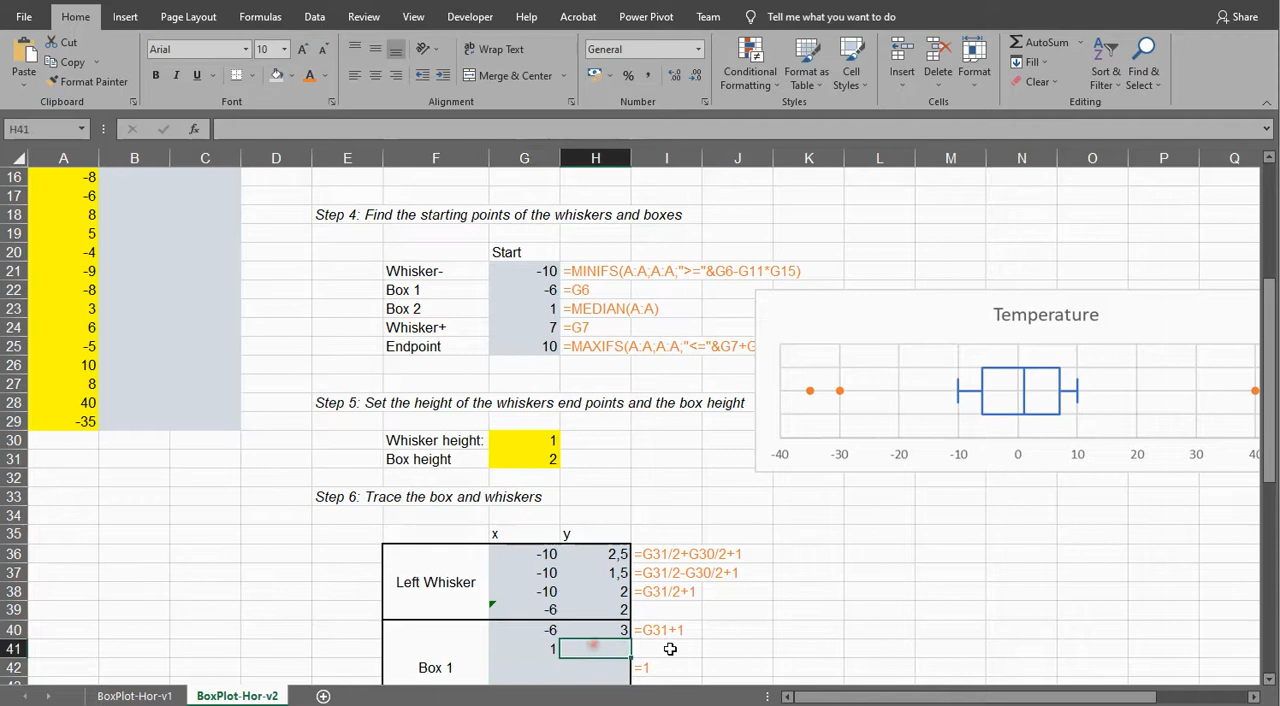 File Home Insert Page Layout Formulas Data Review View Developer Help Acrobat Power Pivot Team Tell me what you want to do Share
Cut
Copy
Format Painter
Paste
Clipboard
Arial 10
B I U
Font
Wrap Text
Merge & Center
Alignment
General
%
Number
Conditional Formatting
Format as Table
Cell Styles
Styles
Insert Delete Format
Cells
AutoSum
Fill
Clear
Sort & Filter
Find & Select
Editing
H41 fx
A B C D E F G H I J K L M N O P Q
16 -8
17 -6
18 8 Step 4: Find the starting points of the whiskers and boxes
19 5
20 -4 Start
21 -9 Whisker- -10 =MINIFS(A:A;A:A;">="&G6-G11*G15)
22 -8 Box 1 -6 =G6
23 3 Box 2 1 =MEDIAN(A:A)
24 6 Whisker+ 7 =G7
25 -5 Endpoint 10 =MAXIFS(A:A;A:A;"<="&G7+G
26 10
27 8
28 40 Step 5: Set the height of the whiskers end points and the box height
29 -35
30 Whisker height: 1
31 Box height 2
32
33 Step 6: Trace the box and whiskers
34
35 x y
36 -10 2,5 =G31/2+G30/2+1
37 Left Whisker -10 1,5 =G31/2-G30/2+1
38 -10 2 =G31/2+1
39 -6 2
40 -6 3 =G31+1
41 1
42 Box 1 =1
Temperature
-40 -30 -20 -10 0 10 20 30 40
BoxPlot-Hor-v1 BoxPlot-Hor-v2